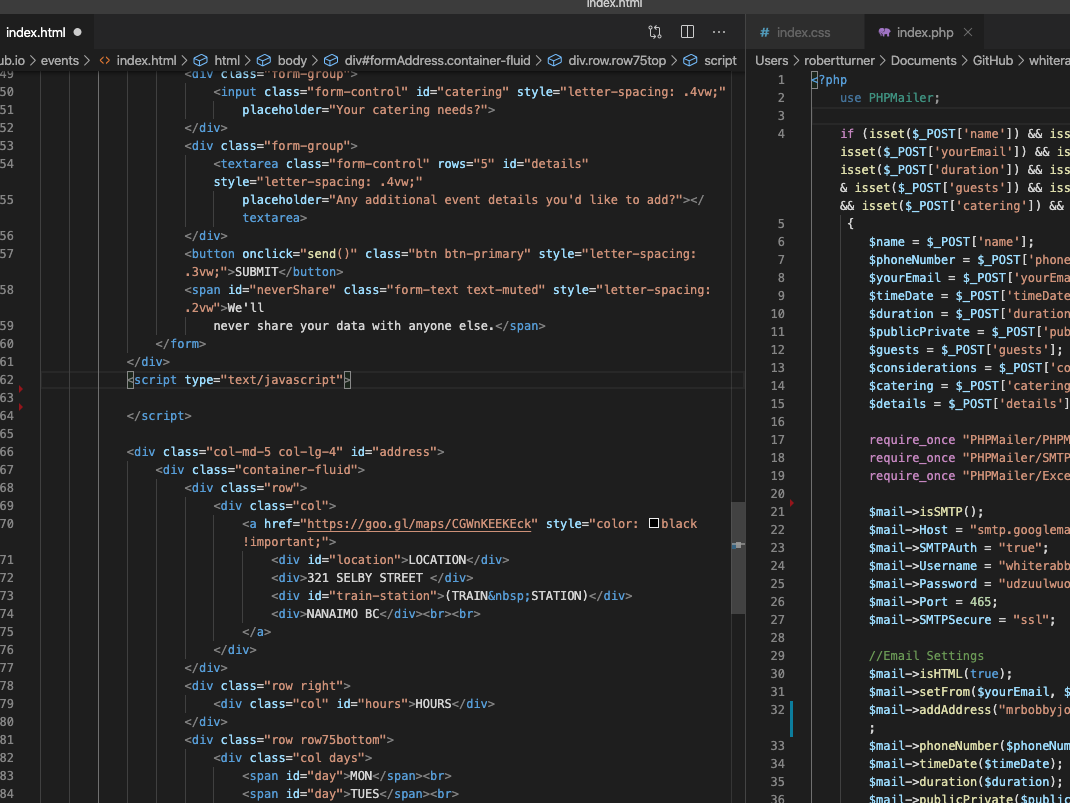 index.html
index.html
# index.css
index.php
ub.io > events > index.html > html > body > div#formAddress.container-fluid > div.row.row75top > script
Users > robertturner > Documents > GitHub > whitera
49 <div class="form-group">
50 <input class="form-control" id="catering" style="letter-spacing: .4vw;"
51 placeholder="Your catering needs?">
52 </div>
53 <div class="form-group">
54 <textarea class="form-control" rows="5" id="details"
style="letter-spacing: .4vw;"
55 placeholder="Any additional event details you'd like to add?"></
textarea>
56 </div>
57 <button onclick="send()" class="btn btn-primary" style="letter-spacing:
.3vw;">SUBMIT</button>
58 <span id="neverShare" class="form-text text-muted" style="letter-spacing:
.2vw">We'll
59 never share your data with anyone else.</span>
60 </form>
61 </div>
62 <script type="text/javascript">
63
64 </script>
65
66 <div class="col-md-5 col-lg-4" id="address">
67 <div class="container-fluid">
68 <div class="row">
69 <div class="col">
70 <a href="https://goo.gl/maps/CGWnKEEKEck" style="color: black
!important;">
71 <div id="location">LOCATION</div>
72 <div>321 SELBY STREET </div>
73 <div id="train-station">(TRAIN&nbsp;STATION)</div>
74 <div>NANAIMO BC</div><br><br>
75 </a>
76 </div>
77 </div>
78 <div class="row right">
79 <div class="col" id="hours">HOURS</div>
80 </div>
81 <div class="row row75bottom">
82 <div class="col days">
83 <span id="day">MON</span><br>
84 <span id="day">TUES</span><br>
1 <?php
2 use PHPMailer;
3
4 if (isset($_POST['name']) && iss
isset($_POST['yourEmail']) && is
isset($_POST['duration']) && iss
& isset($_POST['guests']) && iss
&& isset($_POST['catering']) &&
5 {
6 $name = $_POST['name'];
7 $phoneNumber = $_POST['phone
8 $yourEmail = $_POST['yourEma
9 $timeDate = $_POST['timeDate
10 $duration = $_POST['duration
11 $publicPrivate = $_POST['pub
12 $guests = $_POST['guests'];
13 $considerations = $_POST['co
14 $catering = $_POST['catering
15 $details = $_POST['details']
16
17 require_once "PHPMailer/PHPM
18 require_once "PHPMailer/SMTP
19 require_once "PHPMailer/Exce
20
21 $mail->isSMTP();
22 $mail->Host = "smtp.googlema
23 $mail->SMTPAuth = "true";
24 $mail->Username = "whiterabb
25 $mail->Password = "udzuulwuo
26 $mail->Port = 465;
27 $mail->SMTPSecure = "ssl";
28
29 //Email Settings
30 $mail->isHTML(true);
31 $mail->setFrom($yourEmail, $
32 $mail->addAddress("mrbobbyjo
;
33 $mail->phoneNumber($phoneNum
34 $mail->timeDate($timeDate);
35 $mail->duration($duration);
36 $mail->publicPrivate($public